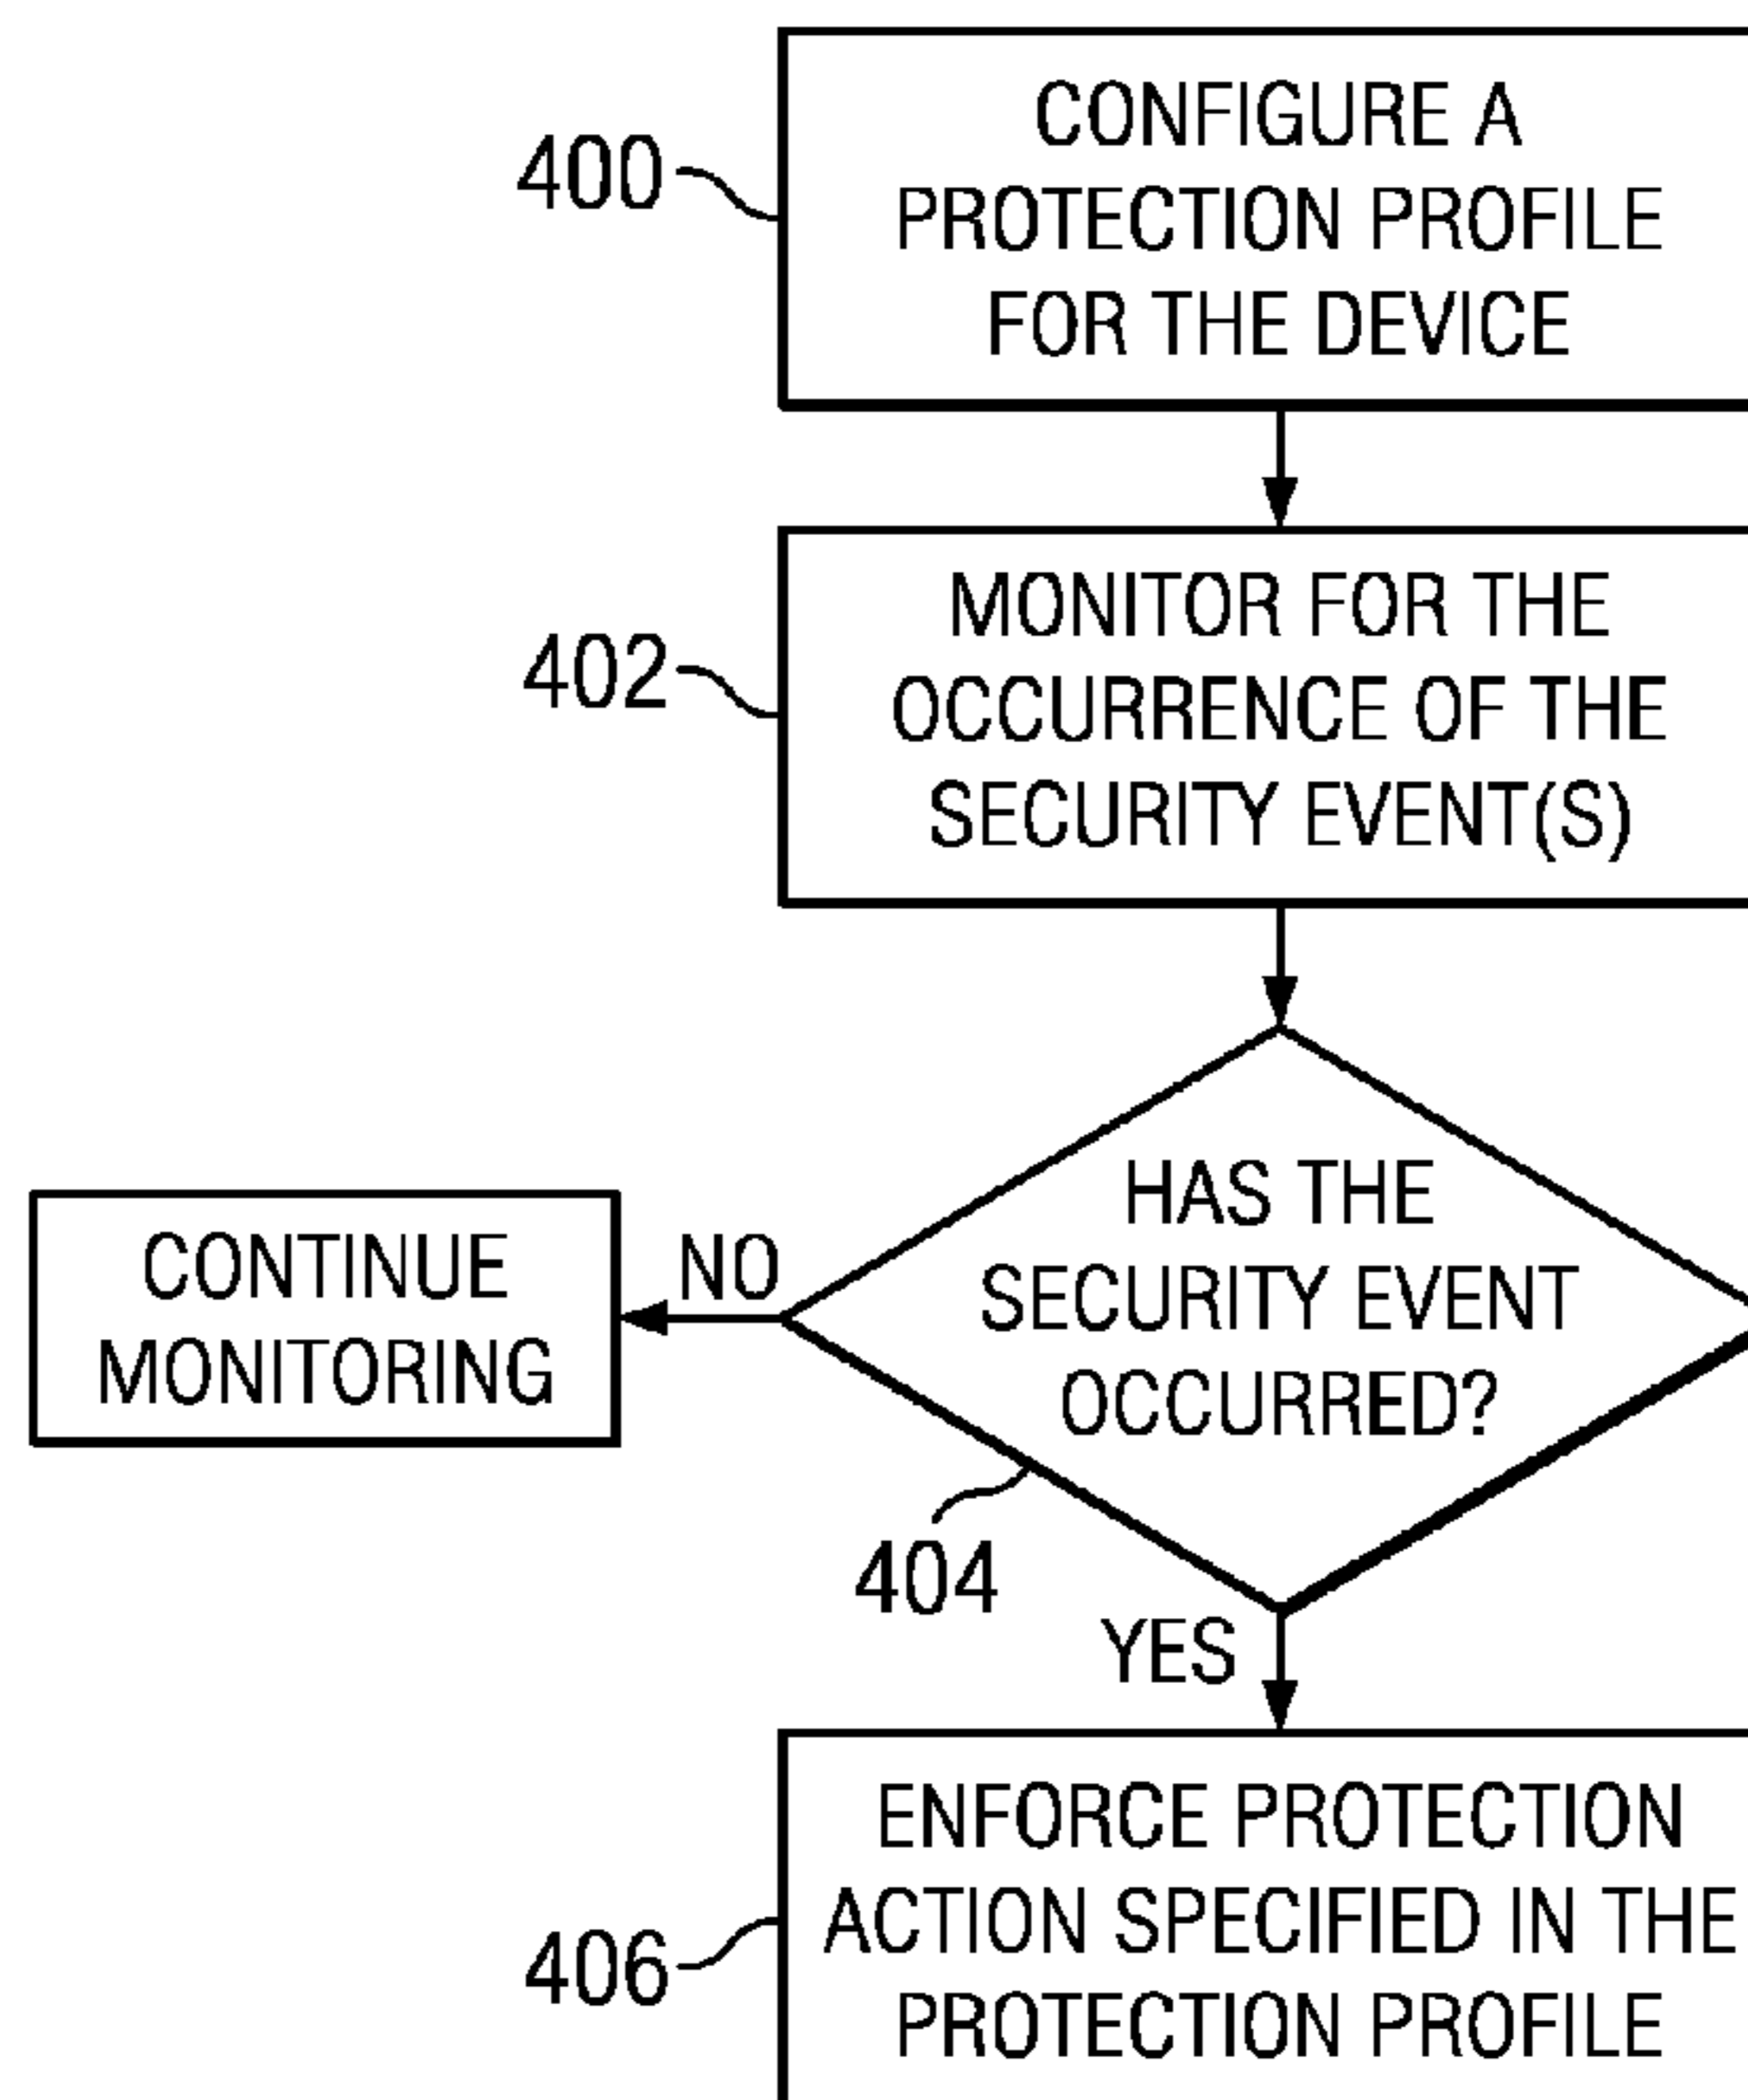 400
CONFIGURE A
PROTECTION PROFILE
FOR THE DEVICE
402
MONITOR FOR THE
OCCURRENCE OF THE
SECURITY EVENT(S)
HAS THE
SECURITY EVENT
OCCURRED?
404
NO
CONTINUE
MONITORING
YES
406
ENFORCE PROTECTION
ACTION SPECIFIED IN THE
PROTECTION PROFILE